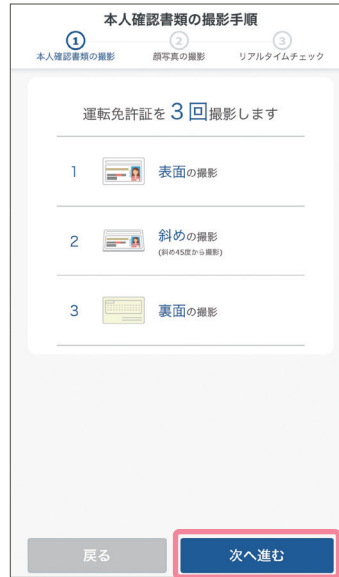 本人確認書類の撮影手順
1 2 3
本人確認書類の撮影 顔写真の撮影 リアルタイムチェック
運転免許証を3回撮影します
1 表面の撮影
2 斜めの撮影
(斜め45度から撮影)
3 裏面の撮影
戻る 次へ進む